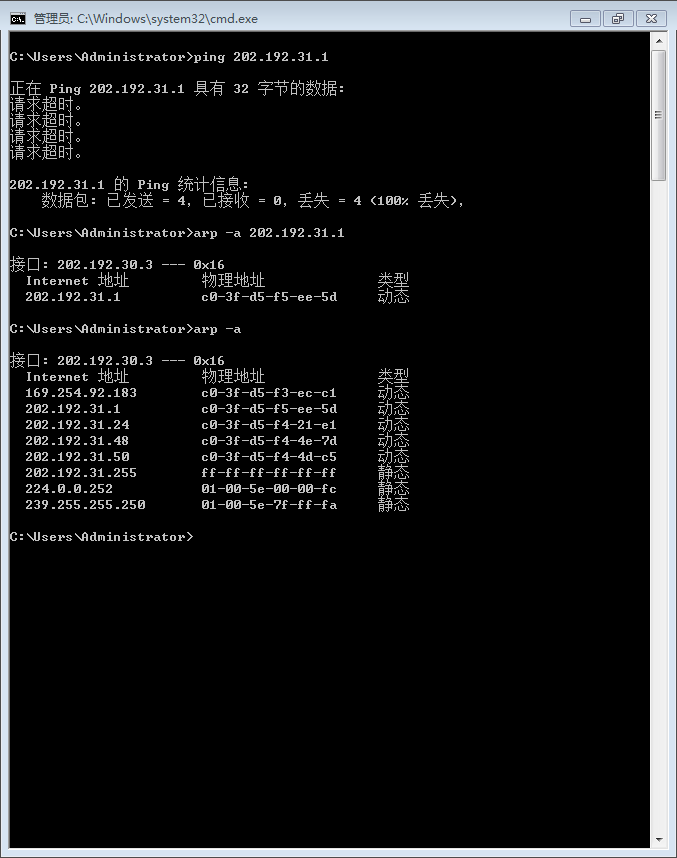 管理员: C:\Windows\system32\cmd.exe
C:\Users\Administrator>ping 202.192.31.1
正在 Ping 202.192.31.1 具有 32 字节的数据:
请求超时。
请求超时。
请求超时。
请求超时。
202.192.31.1 的 Ping 统计信息:
数据包: 已发送 = 4, 已接收 = 0, 丢失 = 4 (100% 丢失),
C:\Users\Administrator>arp -a 202.192.31.1
接口: 202.192.30.3 --- 0x16
Internet 地址 物理地址 类型
202.192.31.1 c0-3f-d5-f5-ee-5d 动态
C:\Users\Administrator>arp -a
接口: 202.192.30.3 --- 0x16
Internet 地址 物理地址 类型
169.254.92.183 c0-3f-d5-f3-ec-c1 动态
202.192.31.1 c0-3f-d5-f5-ee-5d 动态
202.192.31.24 c0-3f-d5-f4-21-e1 动态
202.192.31.48 c0-3f-d5-f4-4e-7d 动态
202.192.31.50 c0-3f-d5-f4-4d-c5 动态
202.192.31.255 ff-ff-ff-ff-ff-ff 静态
224.0.0.252 01-00-5e-00-00-fc 静态
239.255.255.250 01-00-5e-7f-ff-fa 静态
C:\Users\Administrator>